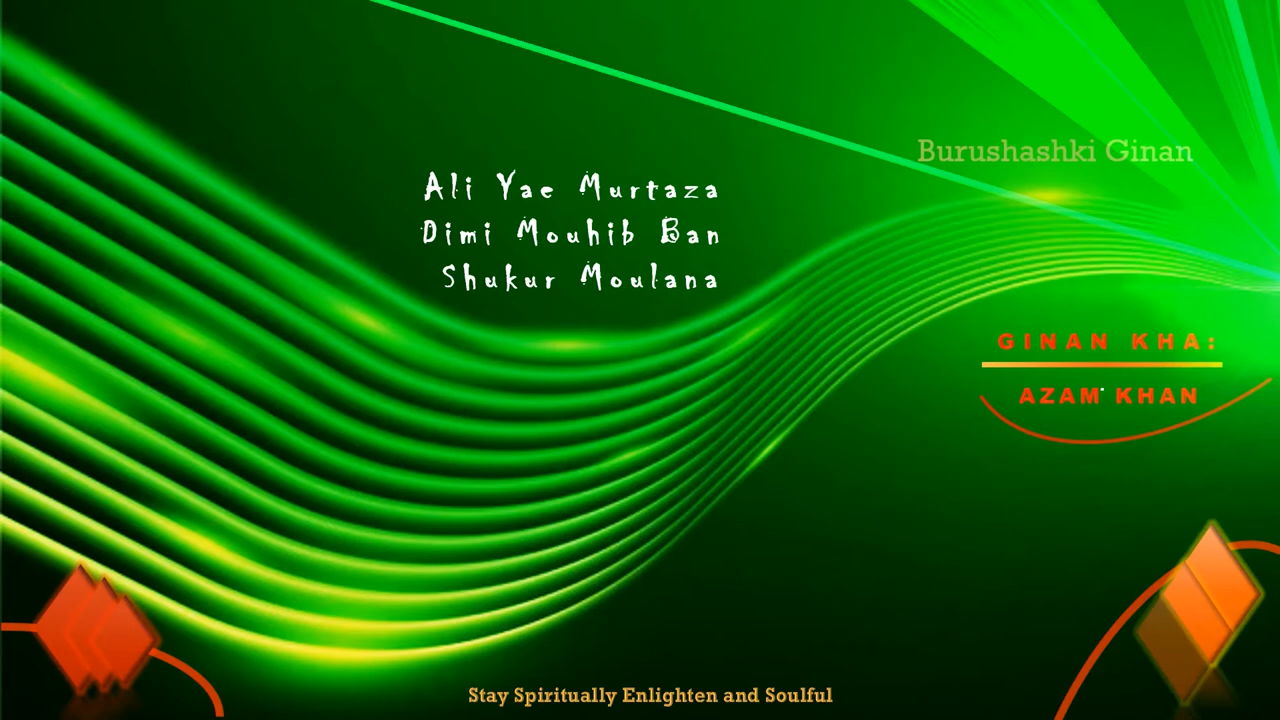 Burushashki Ginan
Ali Yae Murtaza
Dimi Mouhib Ban
Shukur Moulana
GINAN KHA:
AZAM KHAN
Stay Spiritually Enlighten and Soulful